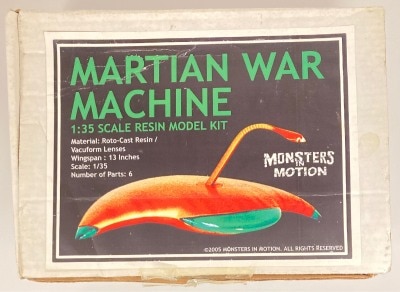 MARTIAN WAR
MACHINE
1:35 SCALE RESIN MODEL KIT
Material: Roto-Cast Resin /
Vacuform Lenses
Wingspan : 13 Inches
Scale: 1/35
Number of Parts: 6
MONSTERS
IN
MOTION
©2005 MONSTERS IN MOTION. ALL RIGHTS RESERVED